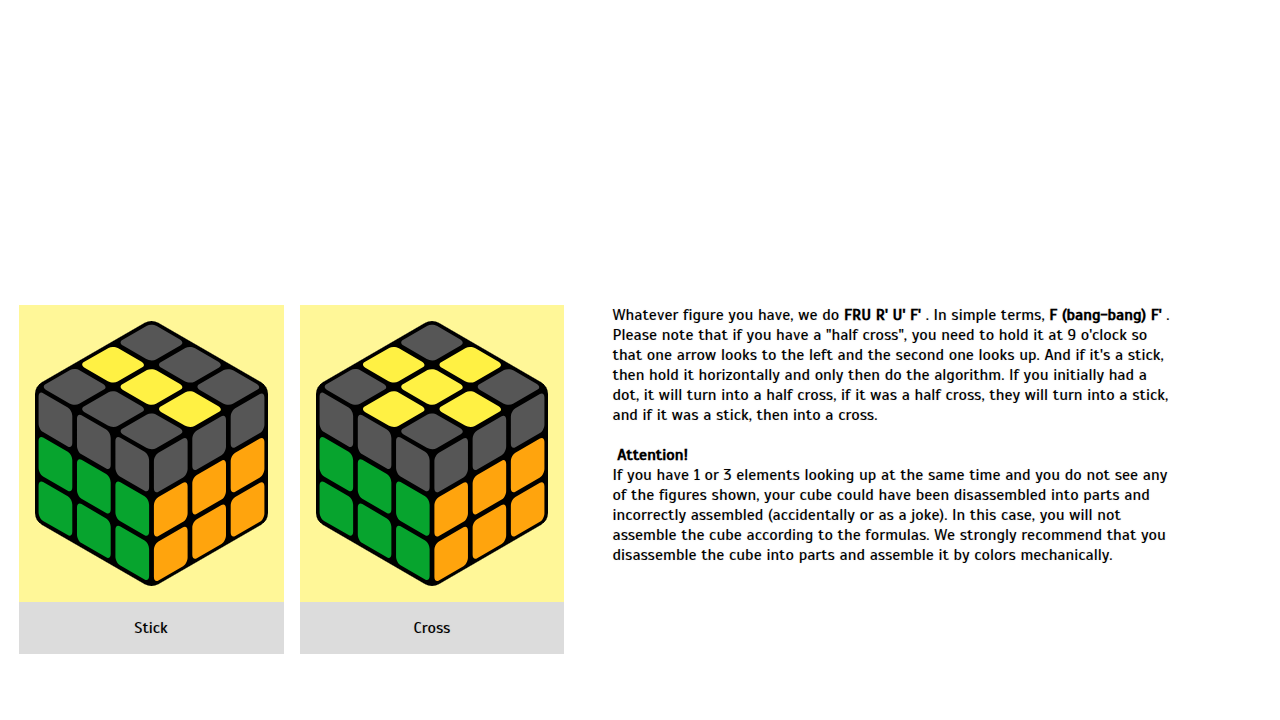 Whatever figure you have, we do FRU R' U' F' . In simple terms, F (bang-bang) F' .
Please note that if you have a "half cross", you need to hold it at 9 o'clock so
that one arrow looks to the left and the second one looks up. And if it's a stick,
then hold it horizontally and only then do the algorithm. If you initially had a
dot, it will turn into a half cross, if it was a half cross, they will turn into a stick,
and if it was a stick, then into a cross.
Attention!
If you have 1 or 3 elements looking up at the same time and you do not see any
of the figures shown, your cube could have been disassembled into parts and
incorrectly assembled (accidentally or as a joke). In this case, you will not
assemble the cube according to the formulas. We strongly recommend that you
disassemble the cube into parts and assemble it by colors mechanically.
Stick
Cross